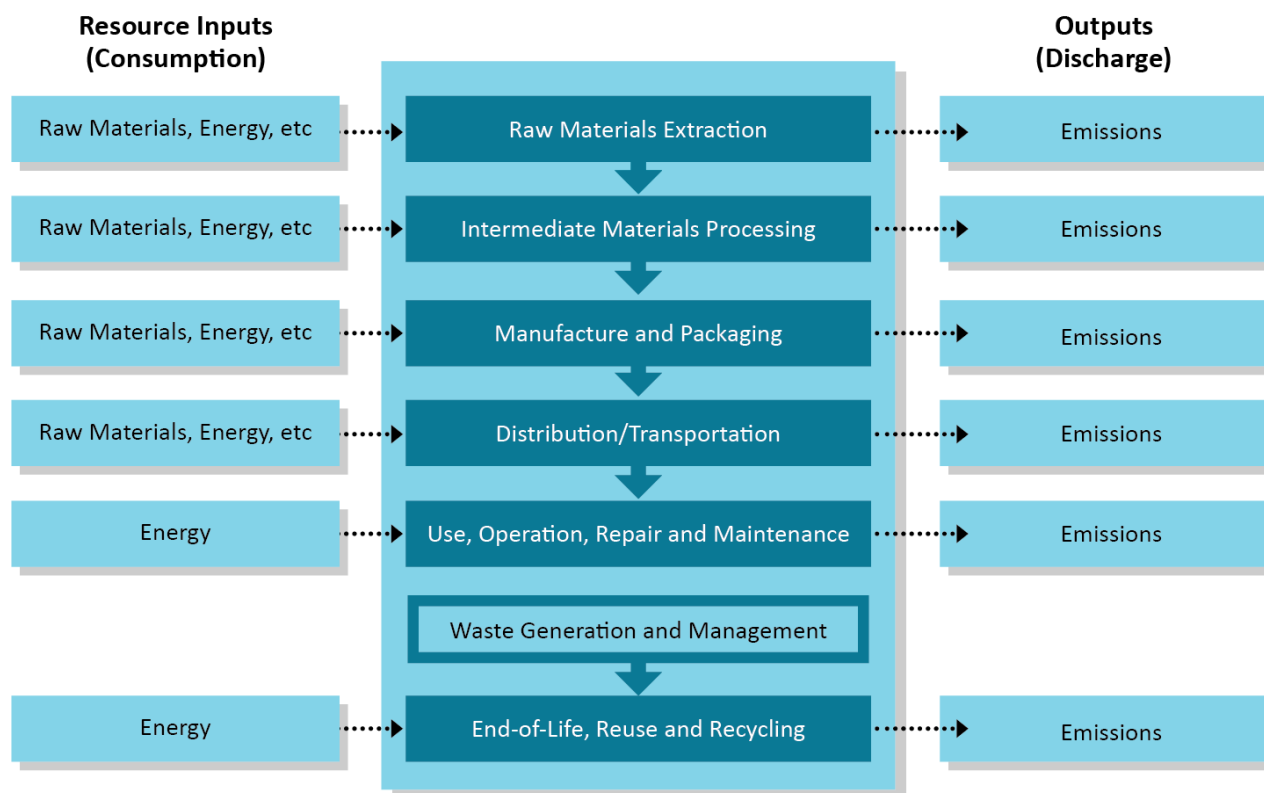 Resource Inputs
(Consumption)
Outputs
(Discharge)
Raw Materials, Energy, etc
Raw Materials Extraction
Emissions
Raw Materials, Energy, etc
Intermediate Materials Processing
Emissions
Raw Materials, Energy, etc
Manufacture and Packaging
Emissions
Raw Materials, Energy, etc
Distribution/Transportation
Emissions
Energy
Use, Operation, Repair and Maintenance
Emissions
Waste Generation and Management
Energy
End-of-Life, Reuse and Recycling
Emissions